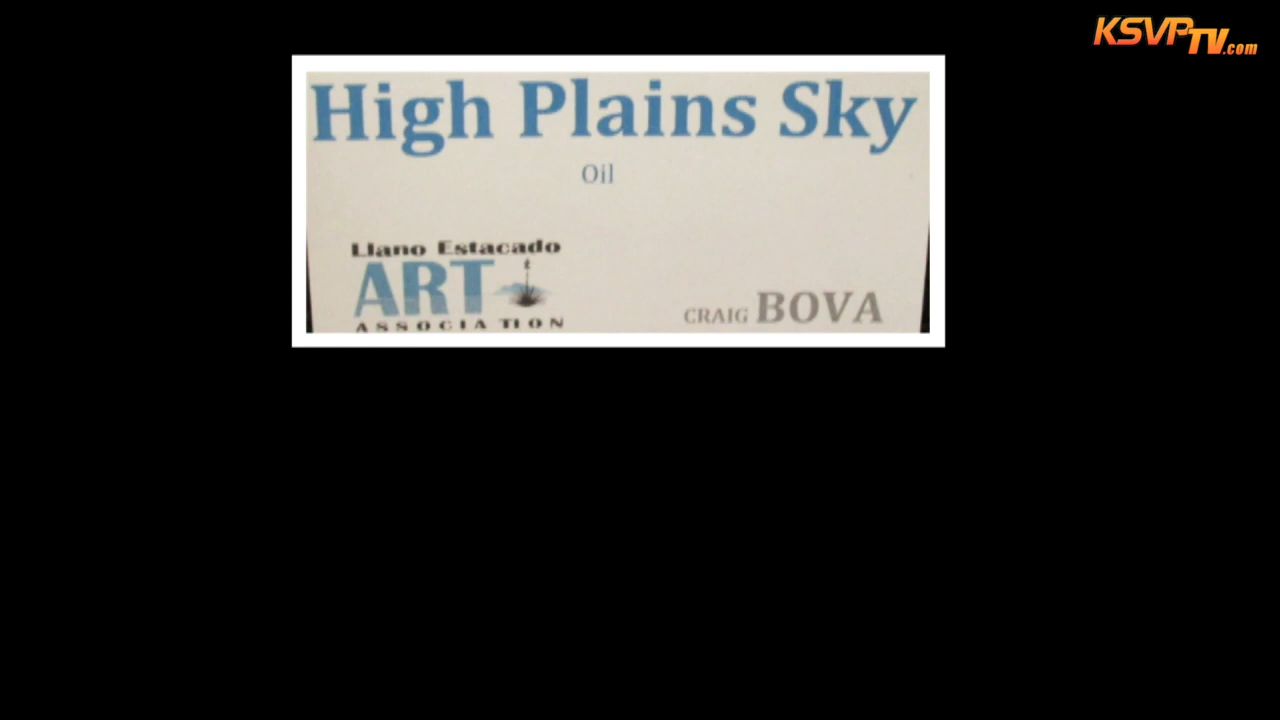 KSVPTV.com
High Plains Sky
Oil
Llano Estacado
ART
ASSOCIATION
CRAIG BOVA